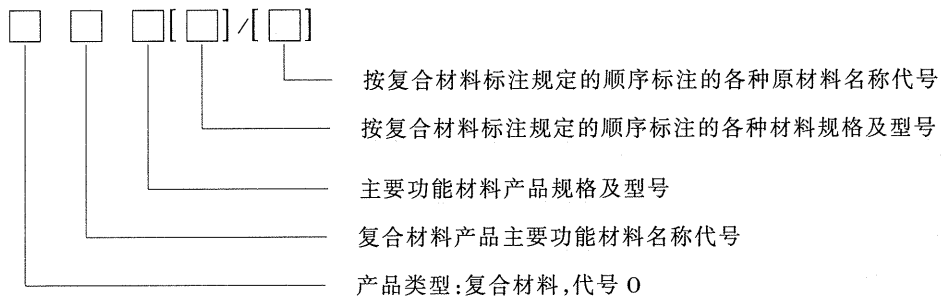 □ □ □[□]/[□]
按复合材料标注规定的顺序标注的各种原材料名称代号
按复合材料标注规定的顺序标注的各种材料规格及型号
主要功能材料产品规格及型号
复合材料产品主要功能材料名称代号
产品类型:复合材料,代号 O